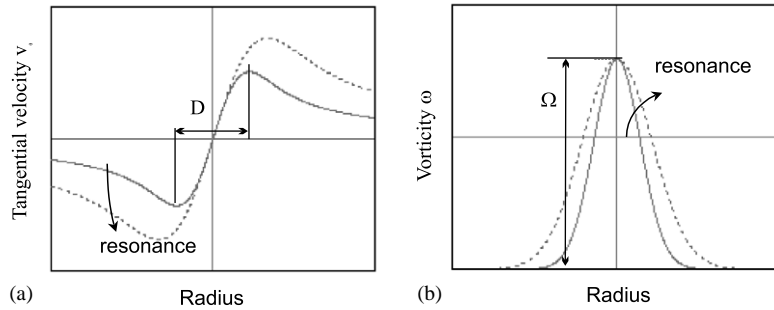 Tangential velocity v
D
resonance
(a)
Radius
Vorticity ω
Ω
resonance
(b)
Radius